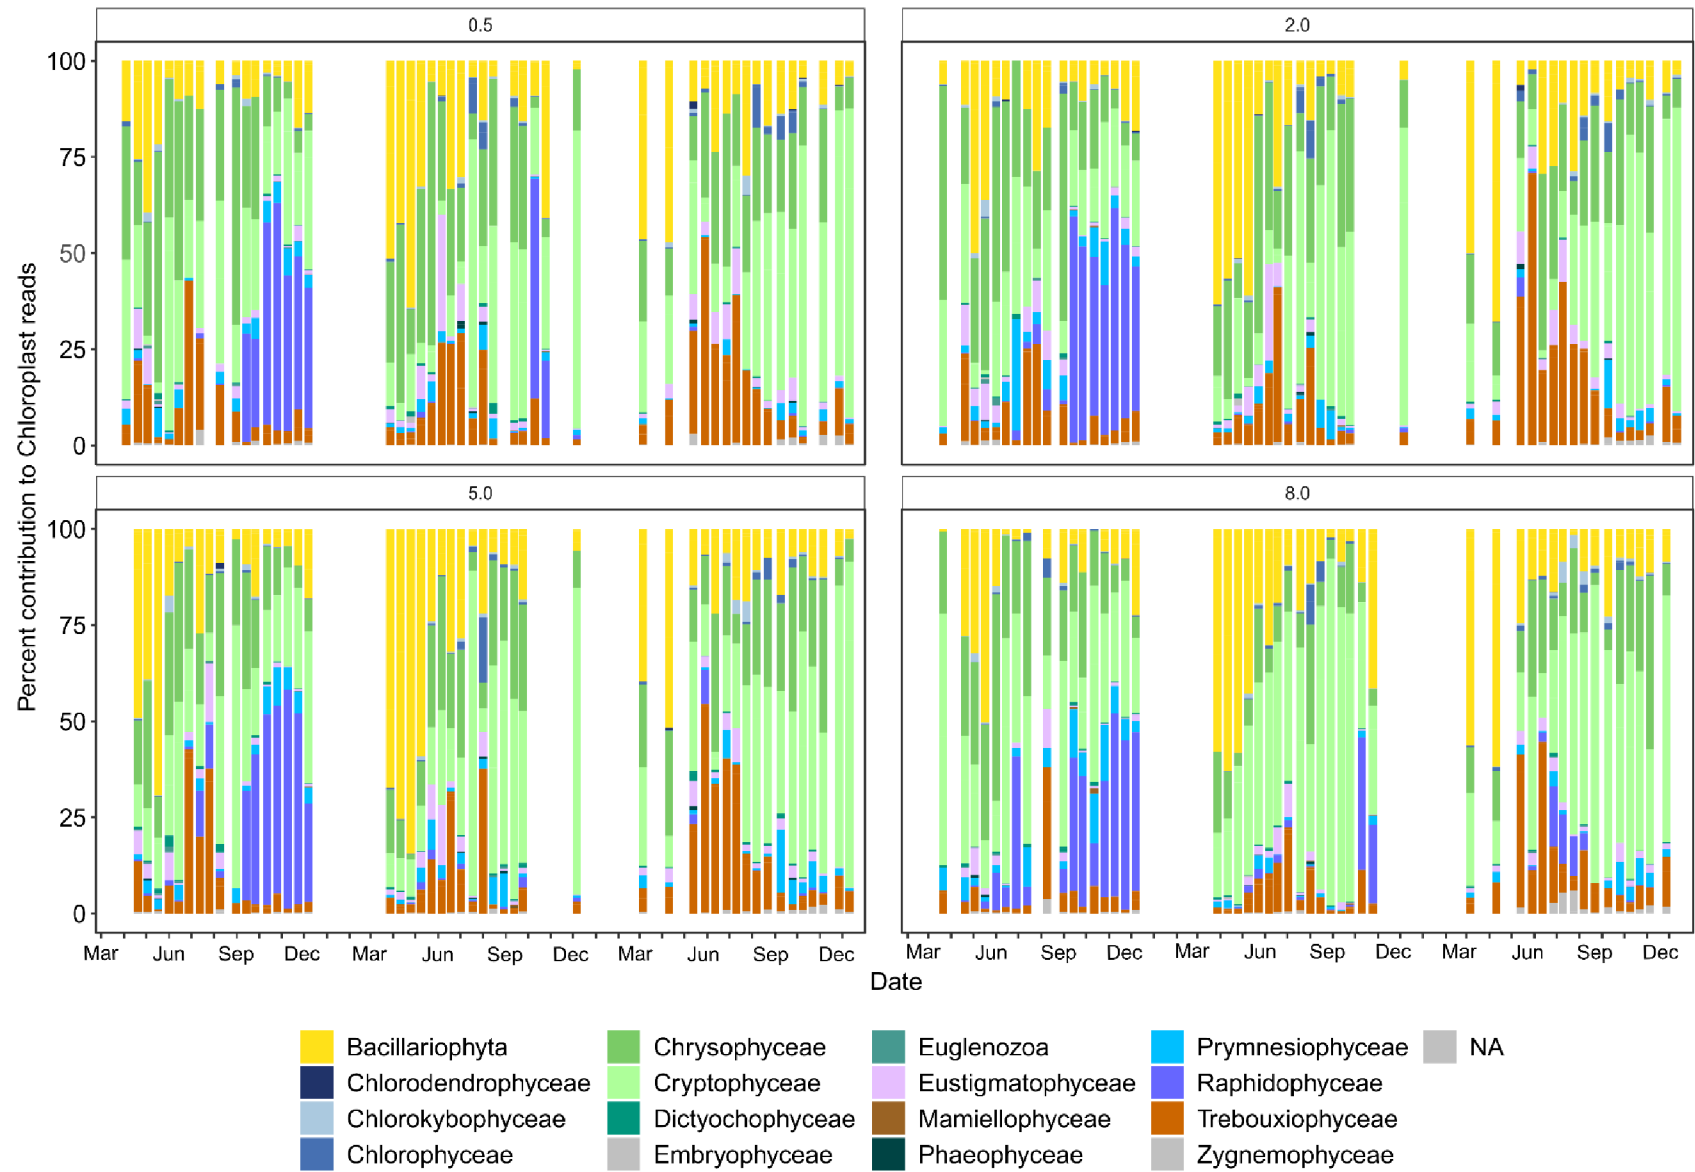 0.5
2.0
100
75
50
25
0
5.0
8.0
100
75
50
25
0
Percent contribution to Chloroplast reads
Mar Jun Sep Dec Mar Jun Sep Dec Mar Jun Sep Dec
Mar Jun Sep Dec Mar Jun Sep Dec Mar Jun Sep Dec
Date
Bacillariophyta Chrysophyceae Euglenozoa Prymnesiophyceae NA
Chlorodendrophyceae Cryptophyceae Eustigmatophyceae Raphidophyceae
Chlorokybophyceae Dictyochophyceae Mamiellophyceae Trebouxiophyceae
Chlorophyceae Embryophyceae Phaeophyceae Zygnemophyceae